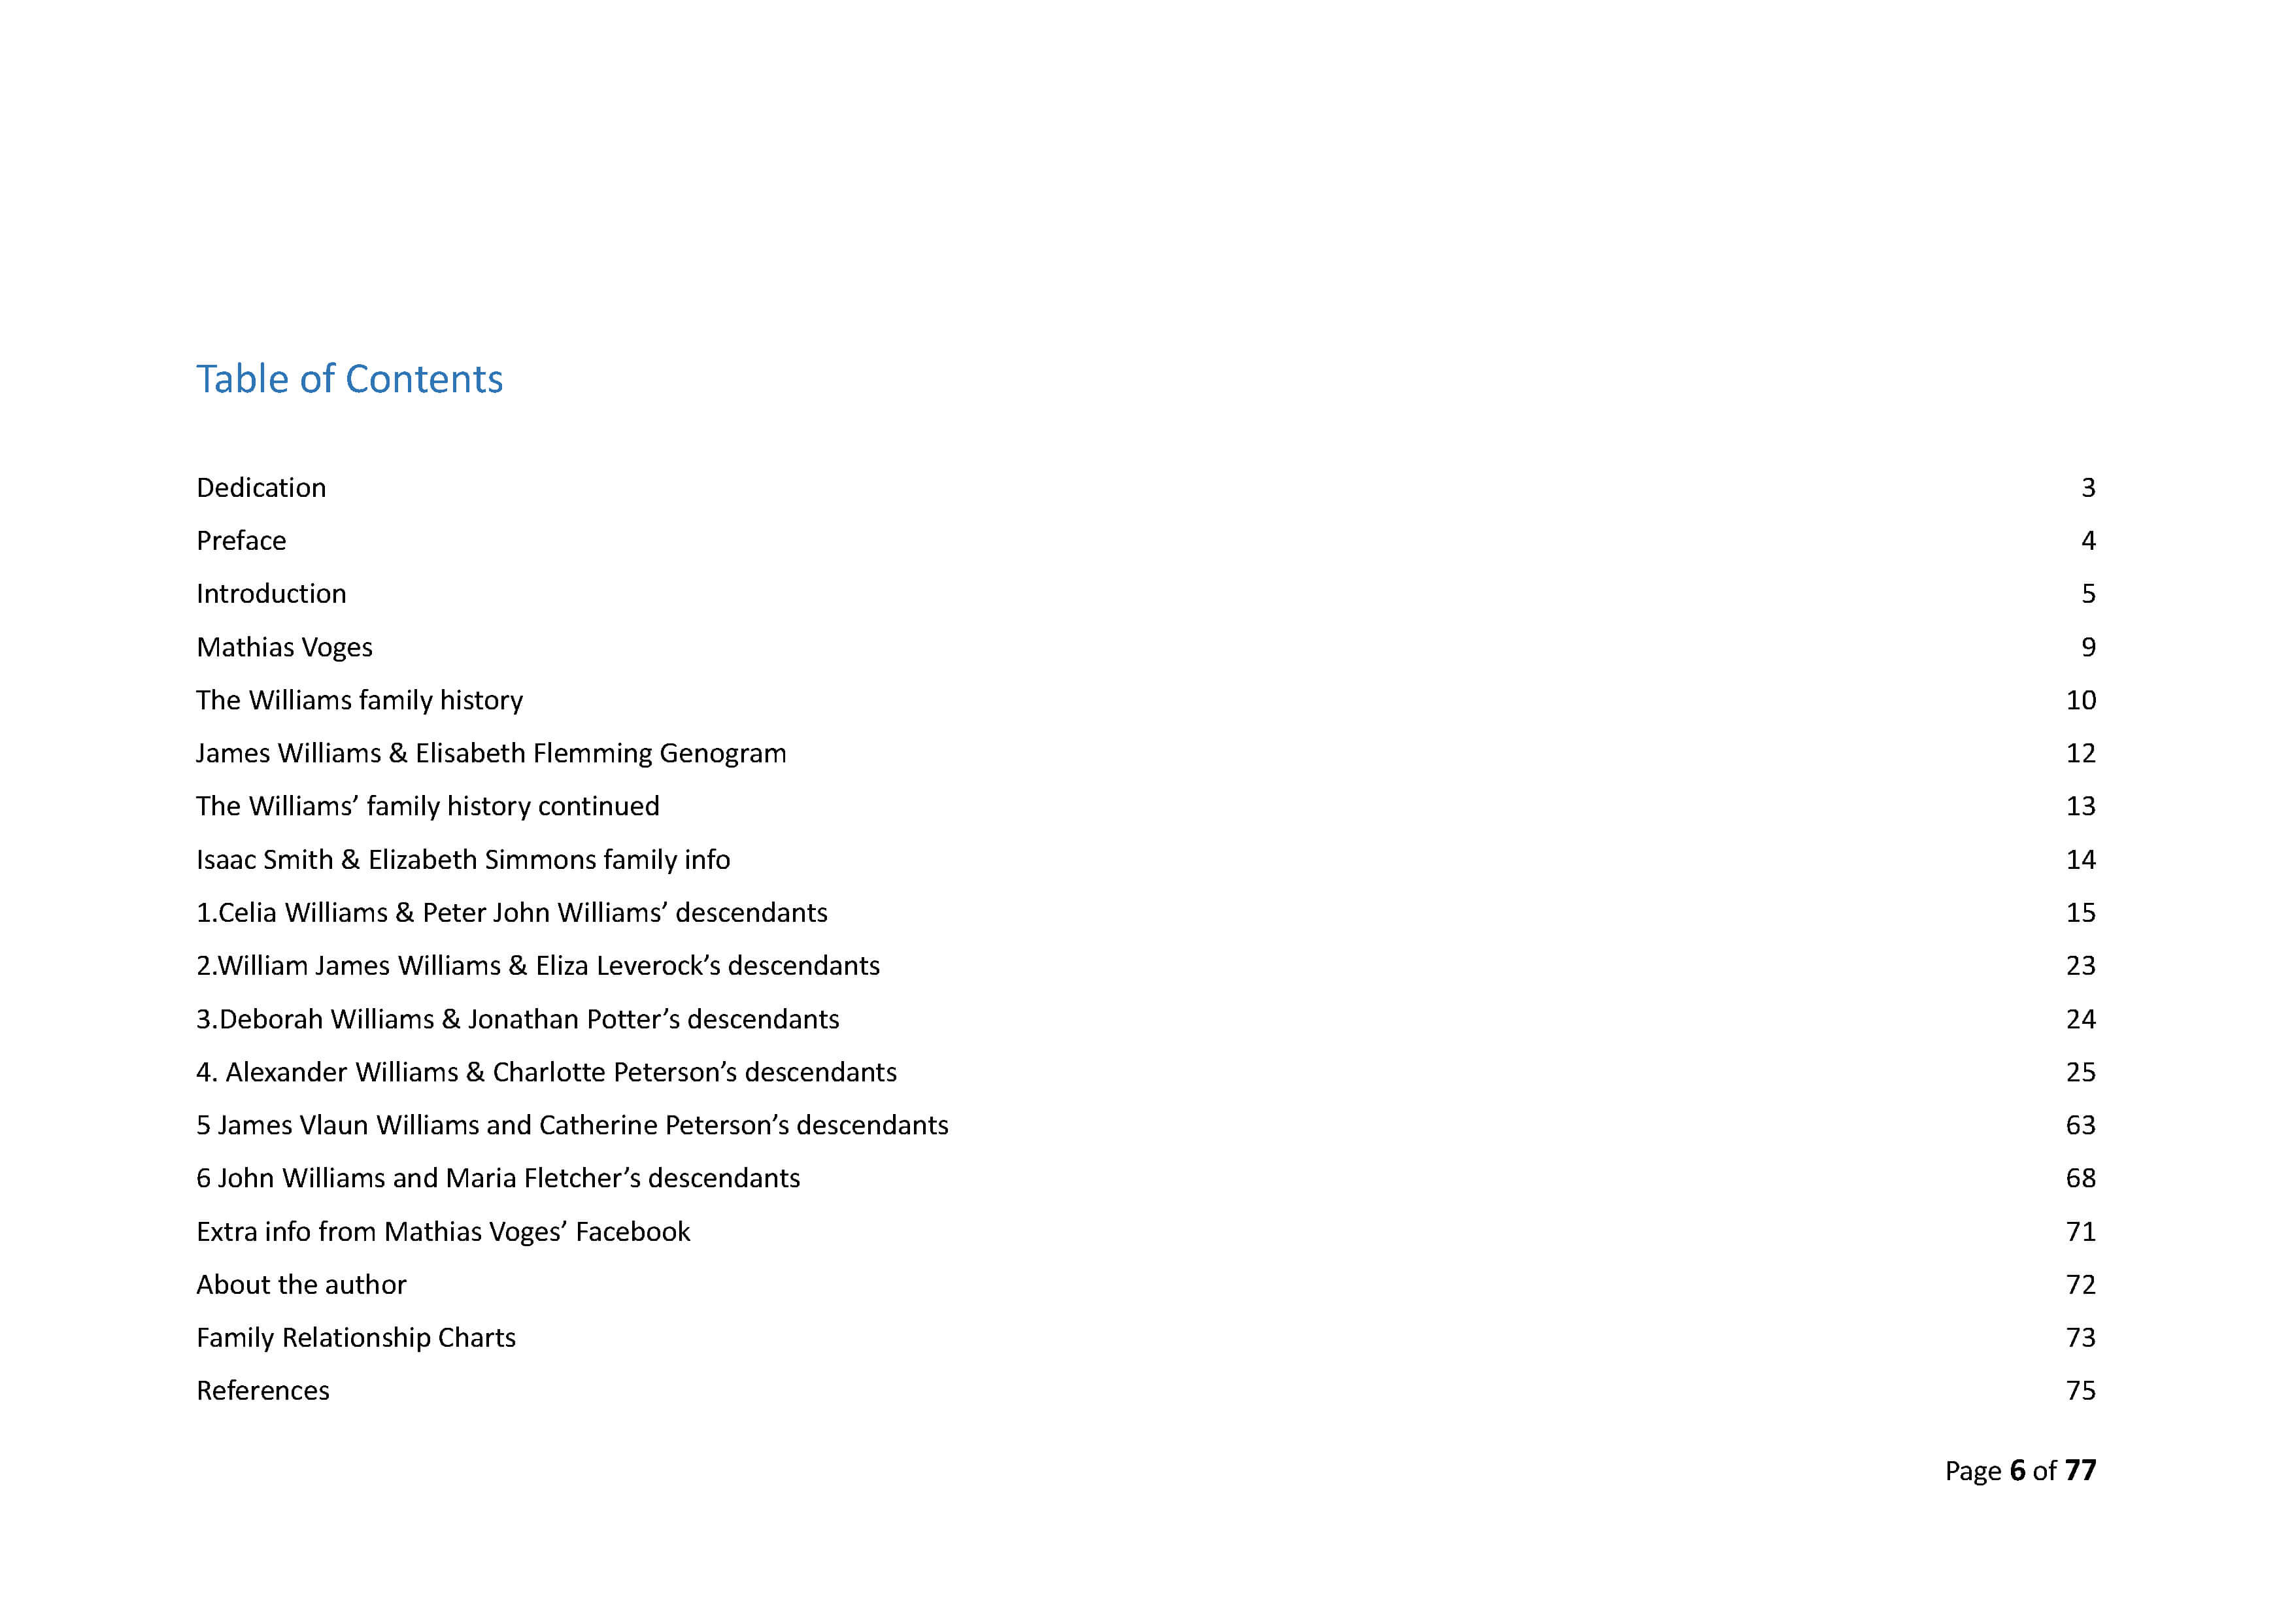 Table of Contents
Dedication 3
Preface 4
Introduction 5
Mathias Voges 9
The Williams family history 10
James Williams & Elisabeth Flemming Genogram 12
The Williams’ family history continued 13
Isaac Smith & Elizabeth Simmons family info 14
1.Celia Williams & Peter John Williams’ descendants 15
2.William James Williams & Eliza Leverock’s descendants 23
3.Deborah Williams & Jonathan Potter’s descendants 24
4. Alexander Williams & Charlotte Peterson’s descendants 25
5 James Vlaun Williams and Catherine Peterson’s descendants 63
6 John Williams and Maria Fletcher’s descendants 68
Extra info from Mathias Voges’ Facebook 71
About the author 72
Family Relationship Charts 73
References 75
Page 6 of 77